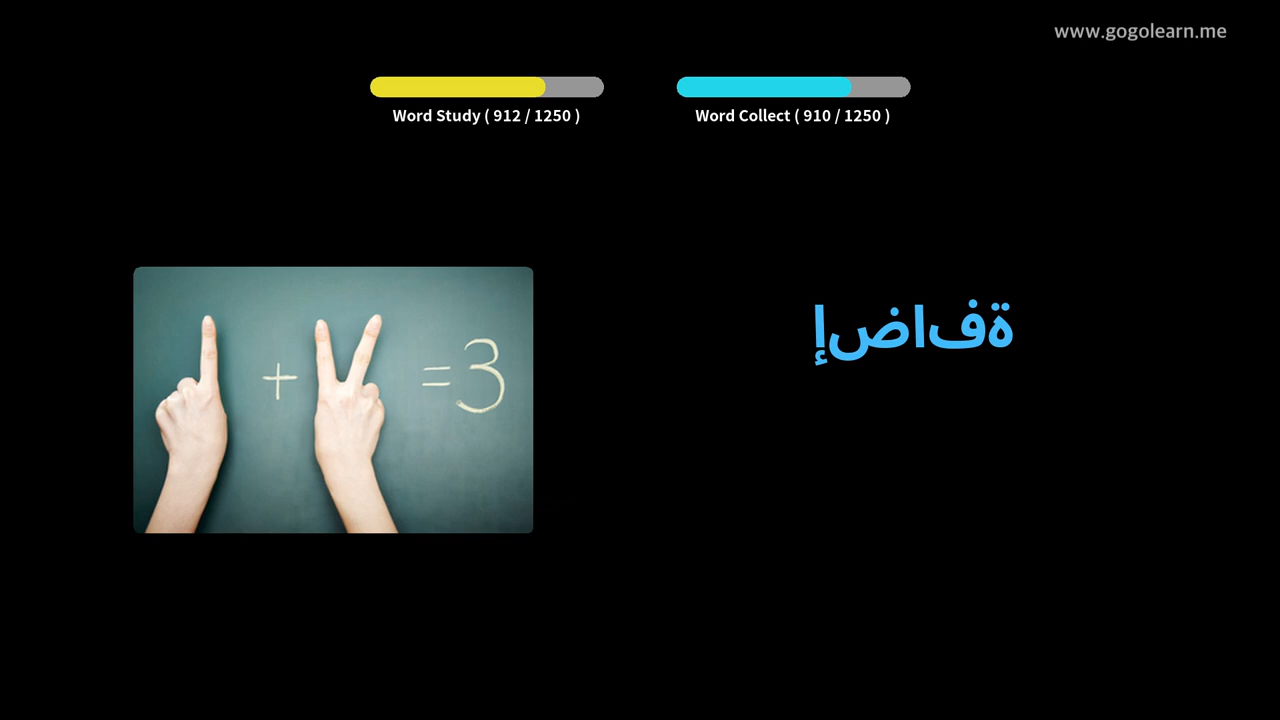 www.gogolearn.me
Word Study ( 912 / 1250 )
Word Collect ( 910 / 1250 )
ةفاضإ
+ =3